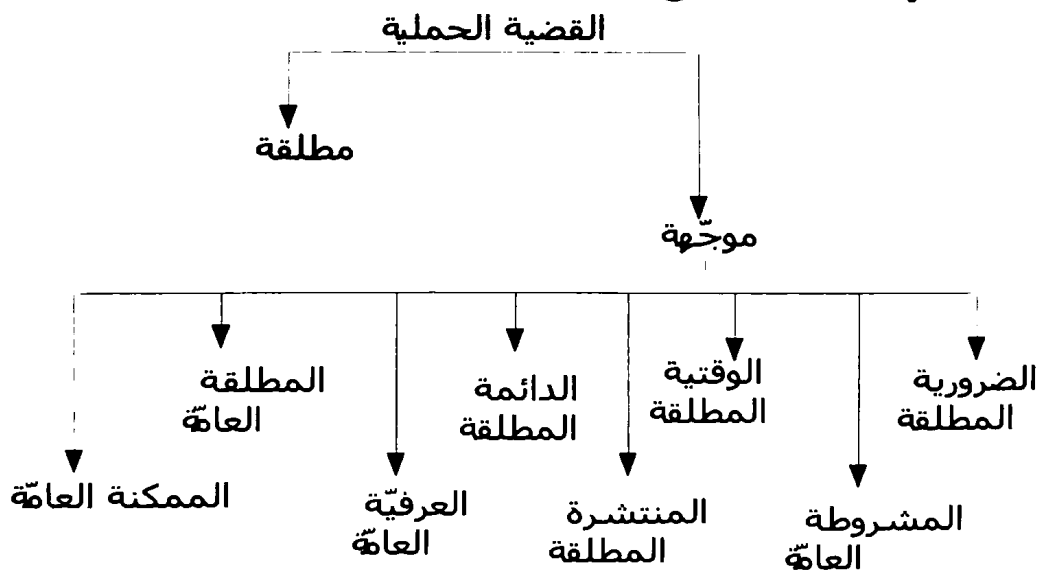 القضية الحملية
مطلقة
موجّهة
الضرورية
المطلقة
المشروطة
العامّة
الوقتية
المطلقة
المنتشرة
المطلقة
الدائمة
المطلقة
العرفيّة
العامّة
المطلقة
العامّة
الممكنة العامّة